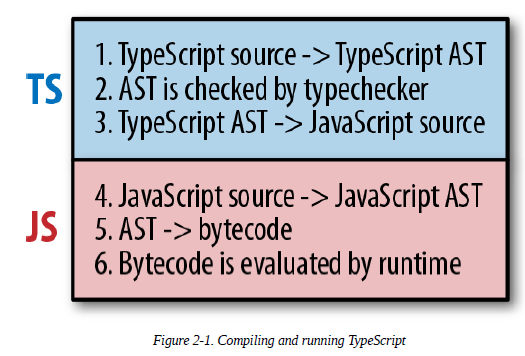 TS
1. TypeScript source -> TypeScript AST
2. AST is checked by typechecker
3. TypeScript AST -> JavaScript source
JS
4. JavaScript source -> JavaScript AST
5. AST -> bytecode
6. Bytecode is evaluated by runtime
Figure 2-1. Compiling and running TypeScript